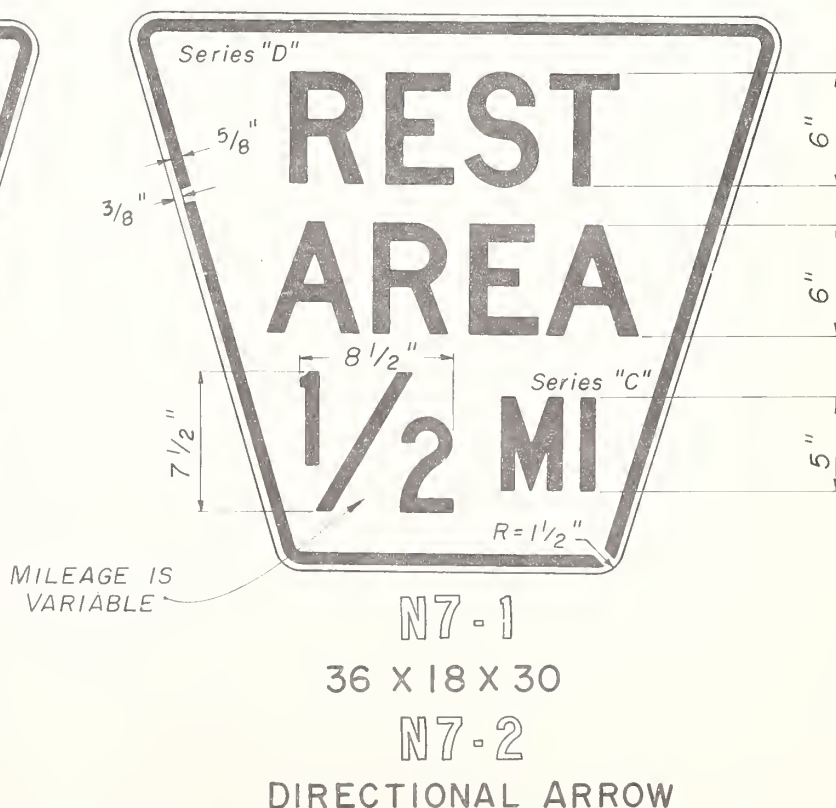 Series "D"
REST
6"
5/8"
3/8"
AREA
6"
8 1/2"
Series "C"
1/2 MI
7 1/2"
5"
R=1 1/2"
MILEAGE IS
VARIABLE
N7-1
36 X 18 X 30
N7-2
DIRECTIONAL ARROW